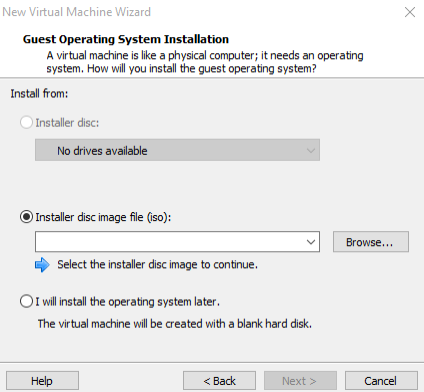 New Virtual Machine Wizard
Guest Operating System Installation
A virtual machine is like a physical computer; it needs an operating
system. How will you install the guest operating system?
Install from:
Installer disc:
No drives available
Installer disc image file (iso):
Browse...
Select the installer disc image to continue.
I will install the operating system later.
The virtual machine will be created with a blank hard disk.
Help
< Back
Next >
Cancel